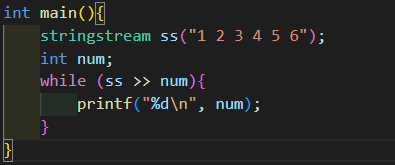 int main(){
    stringstream ss("1 2 3 4 5 6");
    int num;
    while (ss >> num){
        printf("%d\n", num);
    }
}